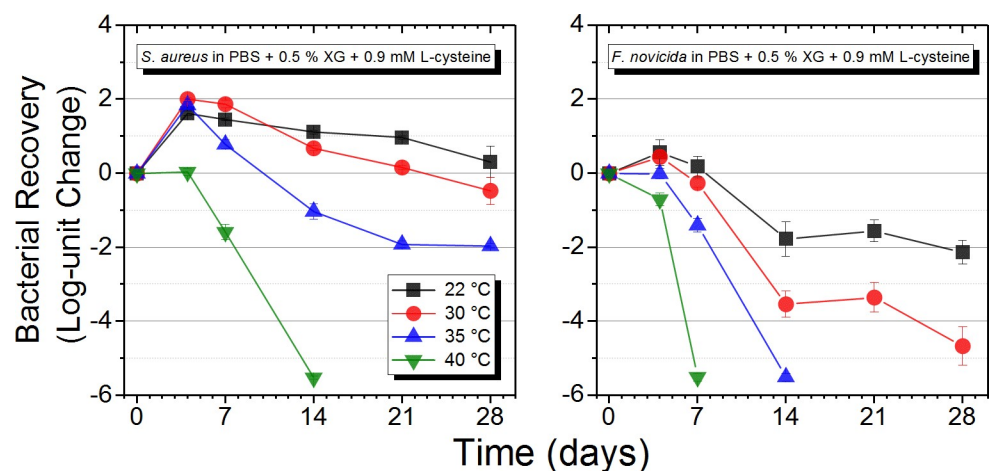 S. aureus in PBS + 0.5 % XG + 0.9 mM L-cysteine
F. novicida in PBS + 0.5 % XG + 0.9 mM L-cysteine
Bacterial Recovery
(Log-unit Change)
4
2
0
-2
-4
-6
22 °C
30 °C
35 °C
40 °C
0 7 14 21 28
4
2
0
-2
-4
-6
0 7 14 21 28
Time (days)